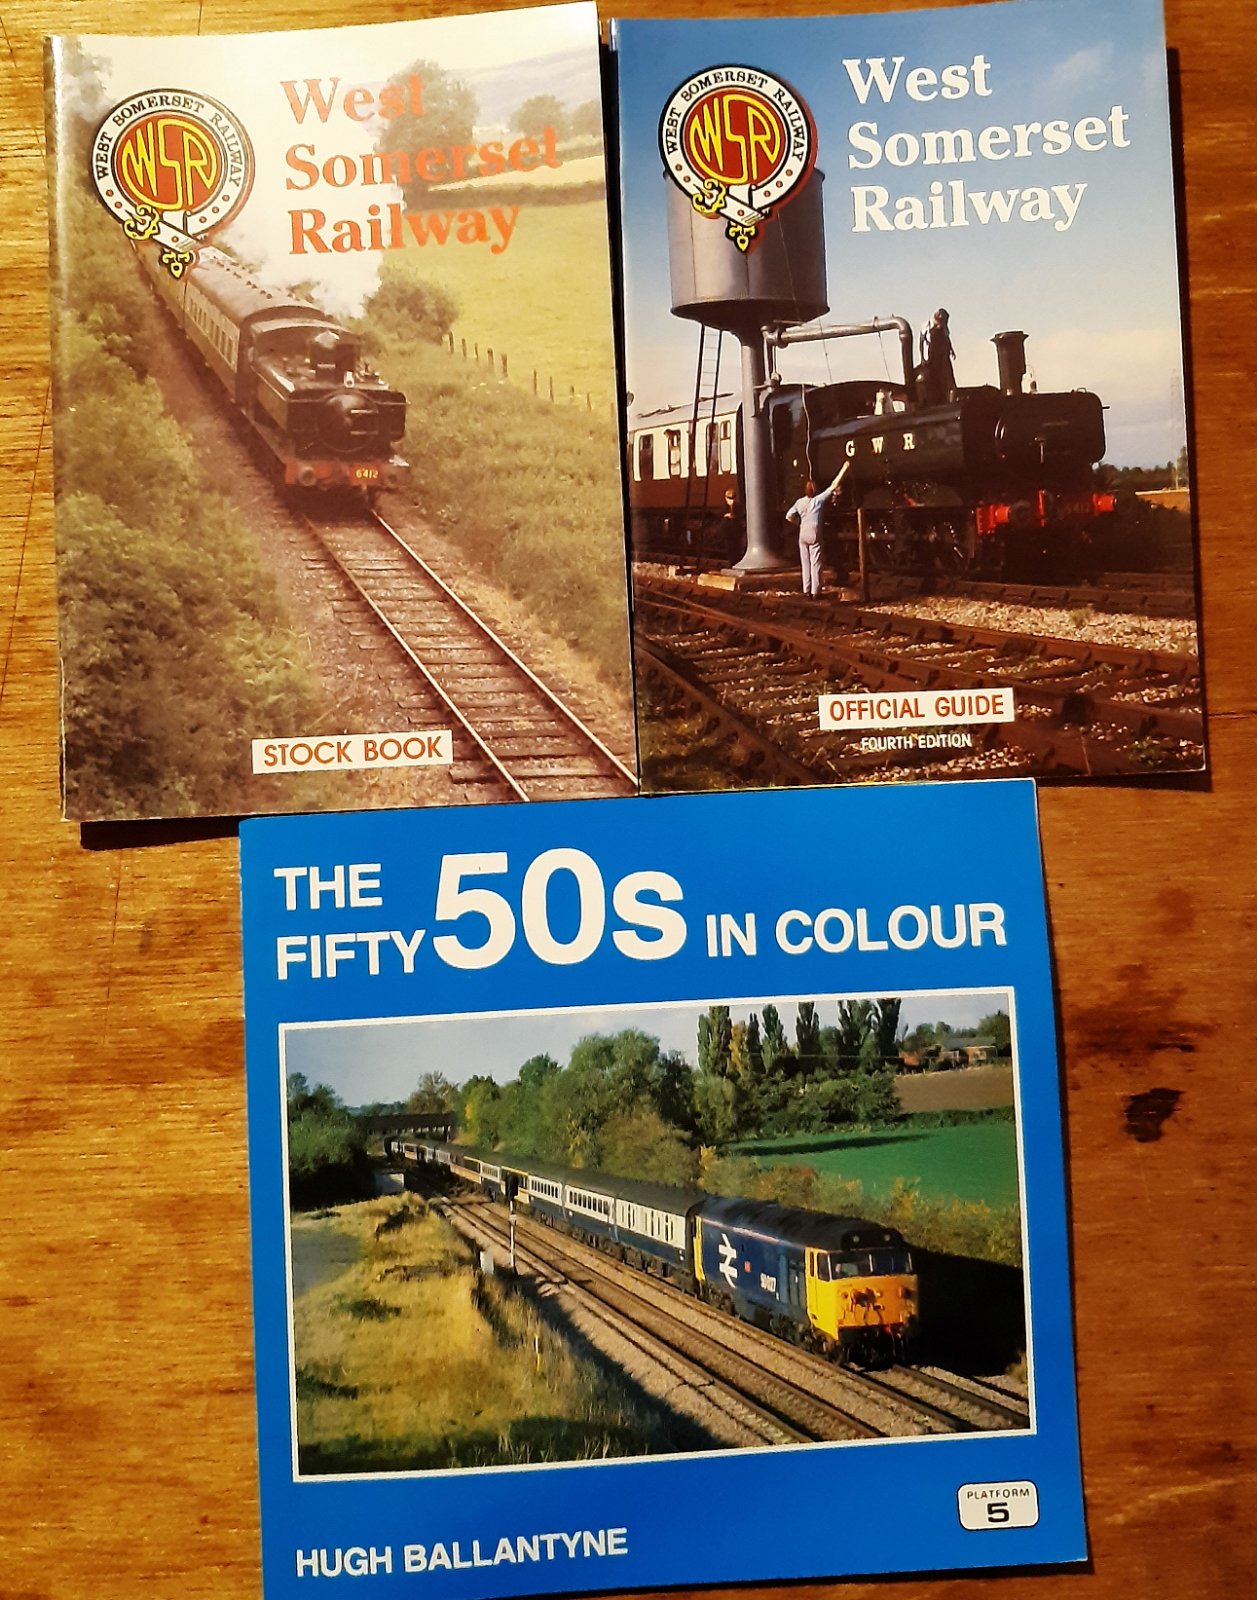 WEST SOMERSET RAILWAY
WSR
West
Somerset
Railway
6412
STOCK BOOK
WEST SOMERSET RAILWAY
WSR
West
Somerset
Railway
G W R
6412
OFFICIAL GUIDE
FOURTH EDITION
THE
FIFTY 50s IN COLOUR
PLATFORM
5
HUGH BALLANTYNE